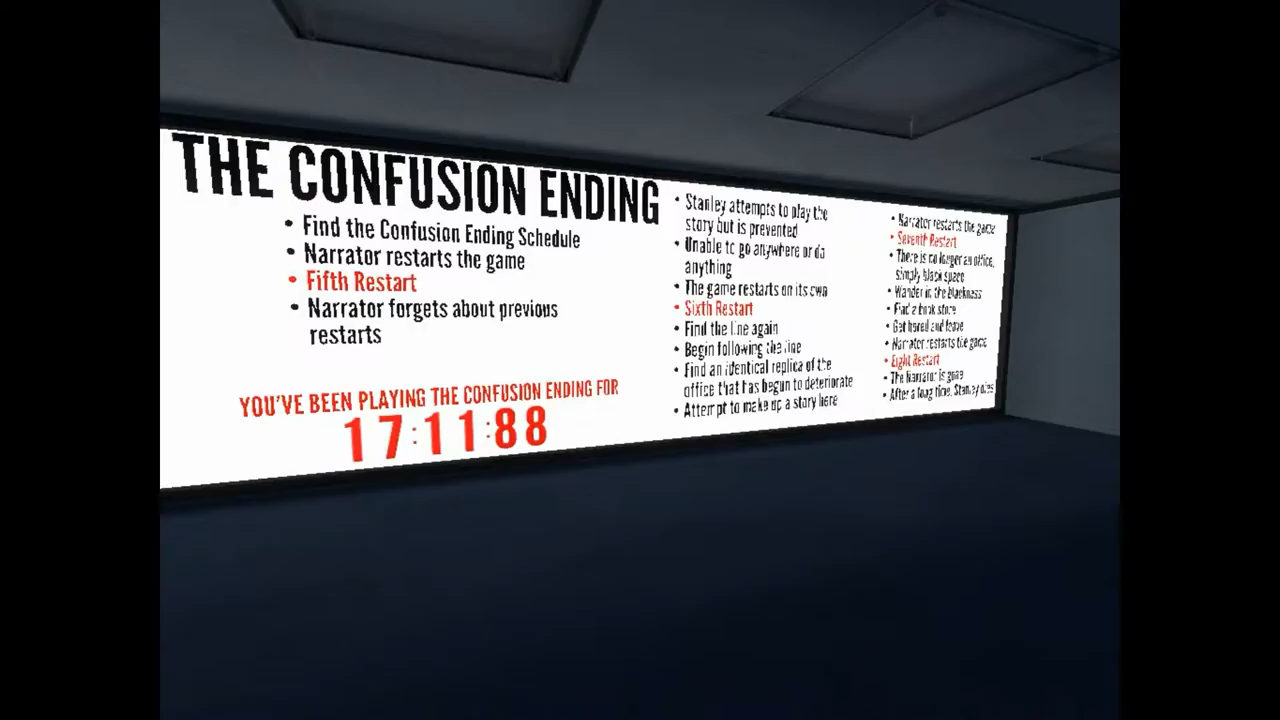 THE CONFUSION ENDING
• Find the Confusion Ending Schedule
• Narrator restarts the game
• Fifth Restart
• Narrator forgets about previous
restarts
YOU'VE BEEN PLAYING THE CONFUSION ENDING FOR
17:11:88
• Stanley attempts to play the
story but is prevented
• Unable to go anywhere or do
anything
• The game restarts on its own
• Sixth Restart
• Find the line again
• Begin following the line
• Find an identical replica of the
office that has begun to deteriorate
• Attempt to make up a story here
• Narrator restarts the game
• Seventh Restart
• There is no longer an office,
simply black space
• Wander in the blackness
• Find a book store
• Get bored and leave
• Narrator restarts the game
• Eight Restart
• The Narrator is gone
• After a long time, Stanley dies